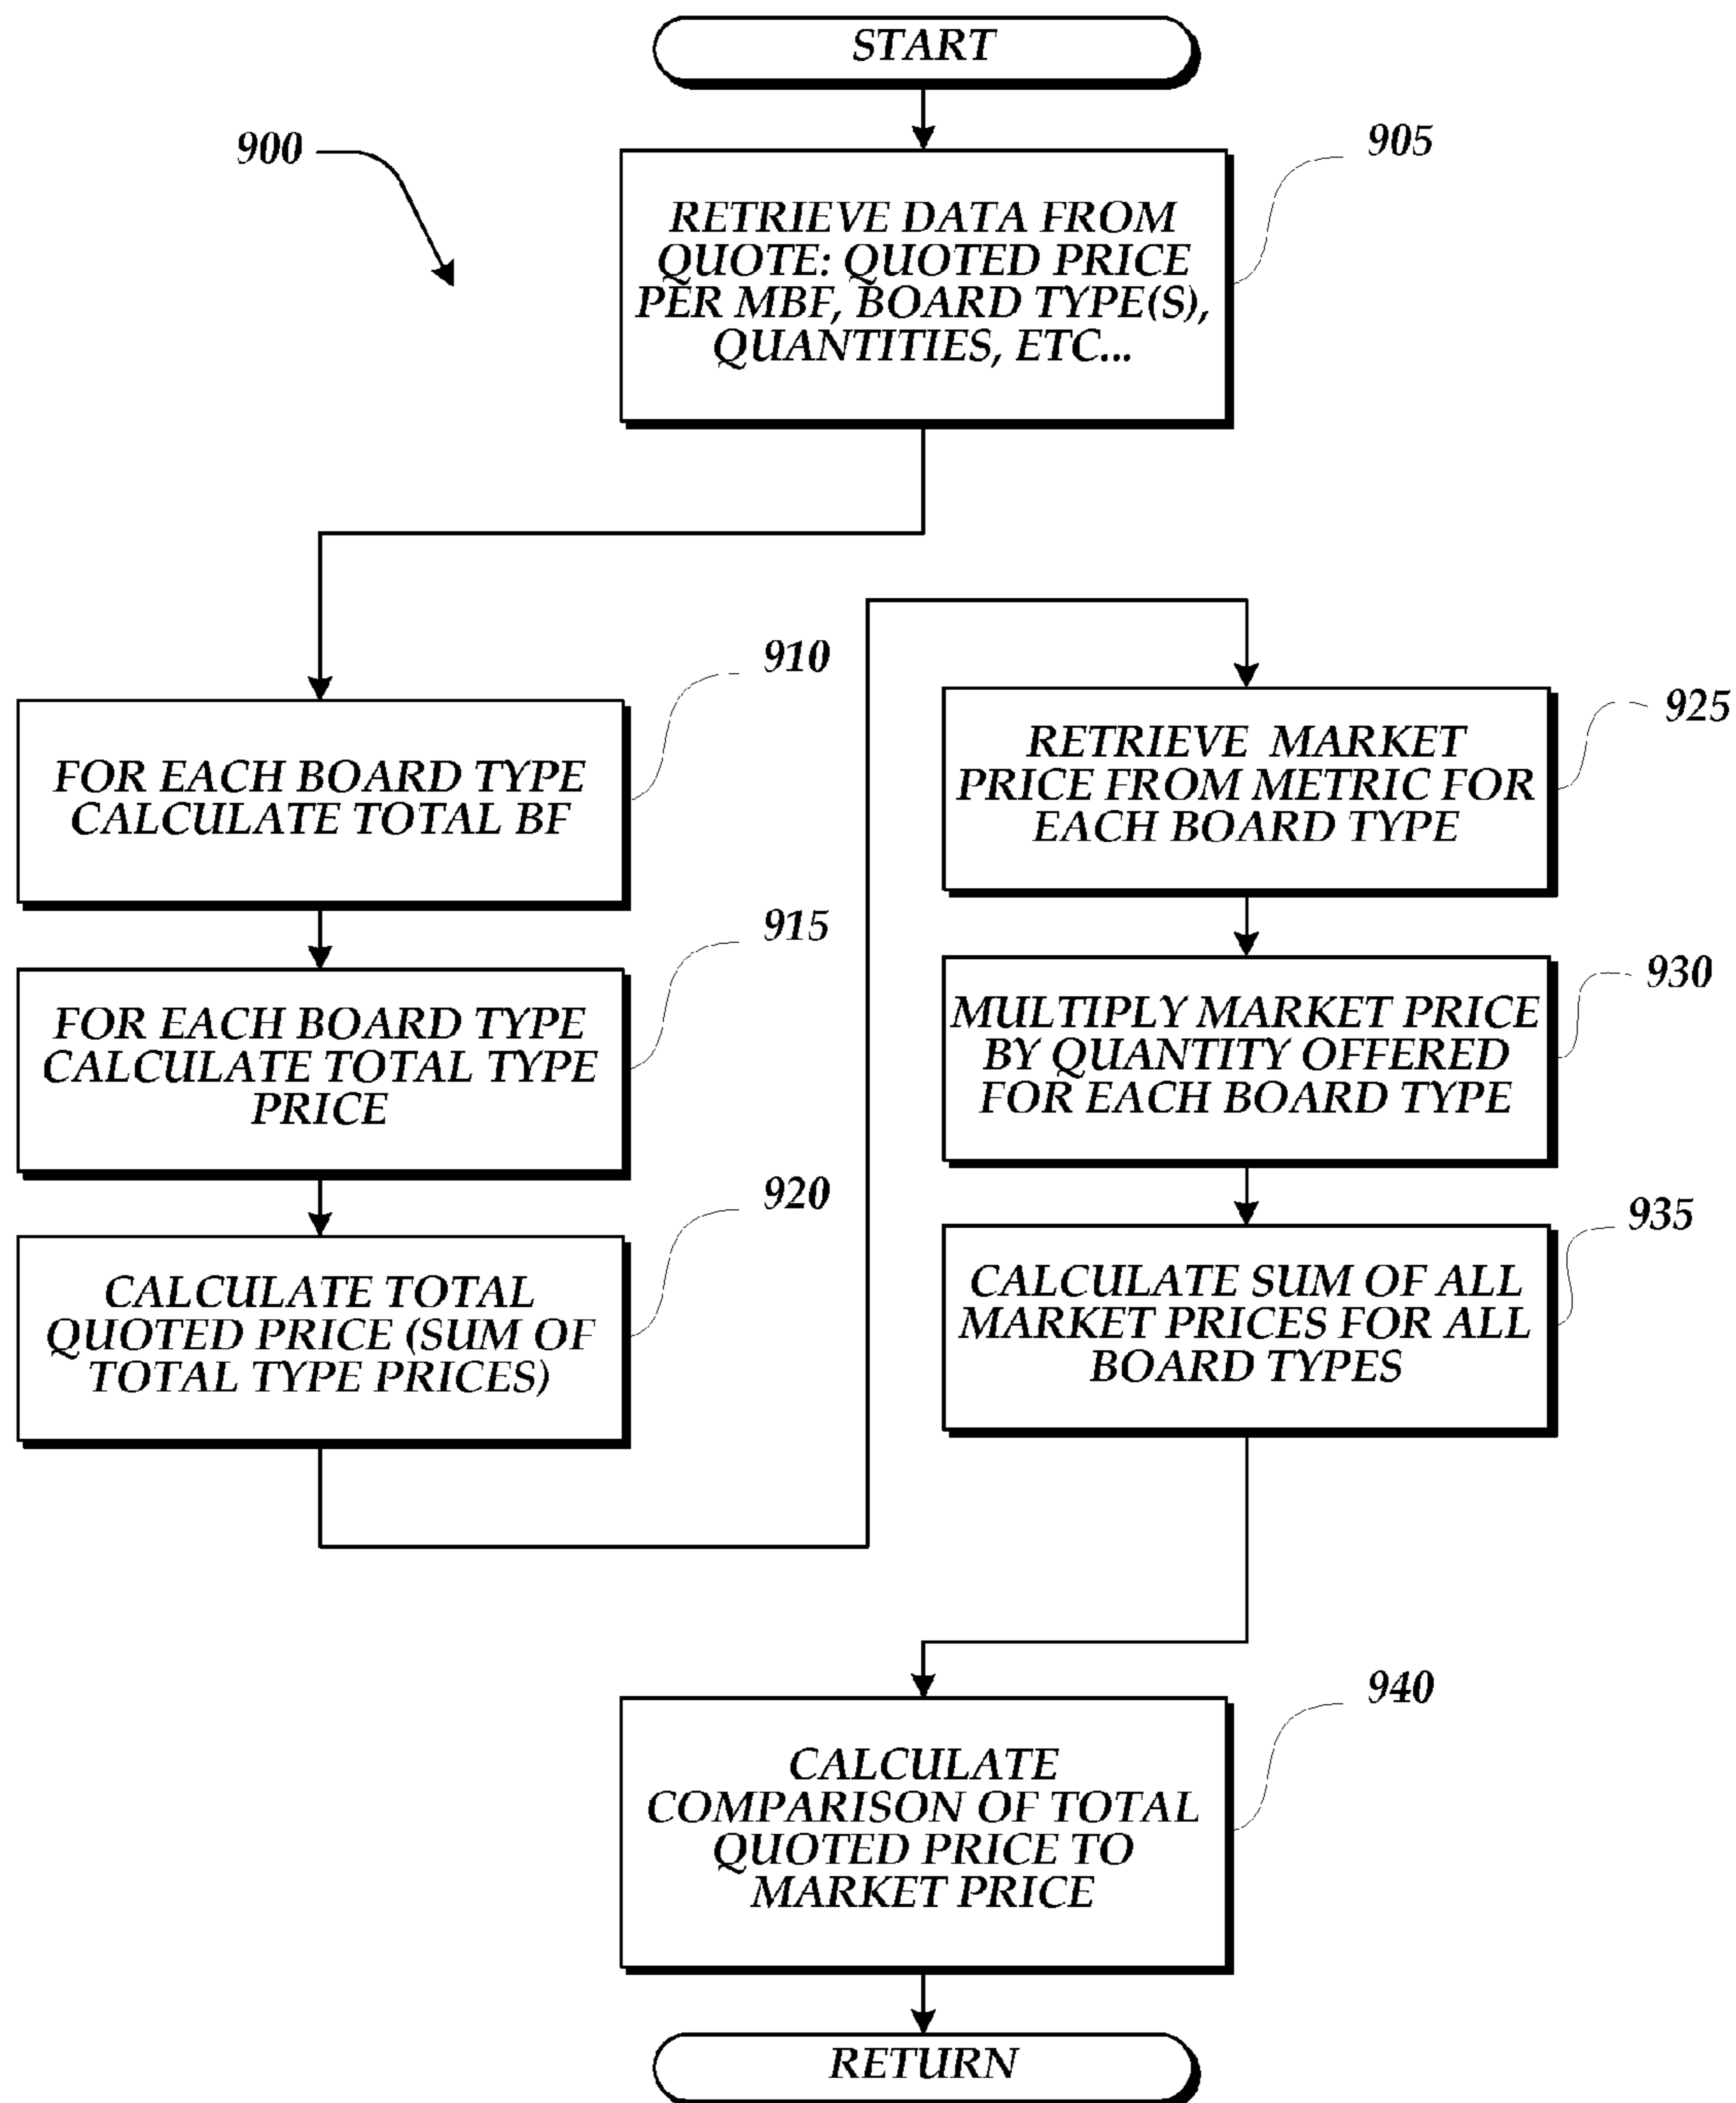 START
900
905
RETRIEVE DATA FROM
QUOTE: QUOTED PRICE
PER MBF, BOARD TYPE(S),
QUANTITIES, ETC...
910
FOR EACH BOARD TYPE
CALCULATE TOTAL BF
915
FOR EACH BOARD TYPE
CALCULATE TOTAL TYPE
PRICE
920
CALCULATE TOTAL
QUOTED PRICE (SUM OF
TOTAL TYPE PRICES)
925
RETRIEVE MARKET
PRICE FROM METRIC FOR
EACH BOARD TYPE
930
MULTIPLY MARKET PRICE
BY QUANTITY OFFERED
FOR EACH BOARD TYPE
935
CALCULATE SUM OF ALL
MARKET PRICES FOR ALL
BOARD TYPES
940
CALCULATE
COMPARISON OF TOTAL
QUOTED PRICE TO
MARKET PRICE
RETURN